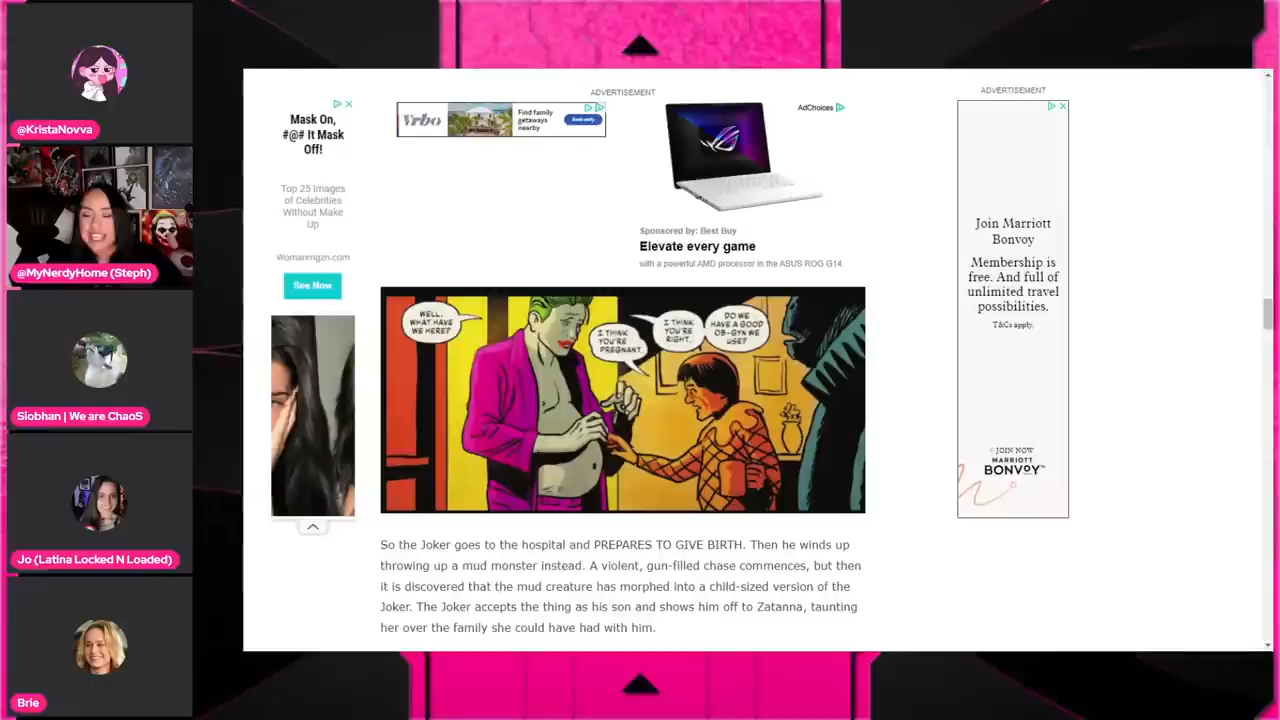 @KristaNovva
@MyNerdyHome (Steph)
Siobhan | We are ChaoS
Jo (Latina Locked N Loaded)
Brie
Mask On,
#@# It Mask
Off!
Top 25 Images
of Celebrities
Without Make
Up
Womanmgzn.com
See Now
ADVERTISEMENT
Vrbo
Find family
getaways
nearby
Book early
AdChoices
Sponsored by: Best Buy
Elevate every game
with a powerful AMD processor in the ASUS ROG G14.
WELL,
WHAT HAVE
WE HERE?
I THINK
YOU'RE
PREGNANT.
I THINK
YOU'RE
RIGHT.
DO WE
HAVE A GOOD
OB-GYN WE
USE?
So the Joker goes to the hospital and PREPARES TO GIVE BIRTH. Then he winds up
throwing up a mud monster instead. A violent, gun-filled chase commences, but then
it is discovered that the mud creature has morphed into a child-sized version of the
Joker. The Joker accepts the thing as his son and shows him off to Zatanna, taunting
her over the family she could have had with him.
ADVERTISEMENT
Join Marriott
Bonvoy
Membership is
free. And full of
unlimited travel
possibilities.
T&Cs apply.
JOIN NOW
MARRIOTT
BONVOY™